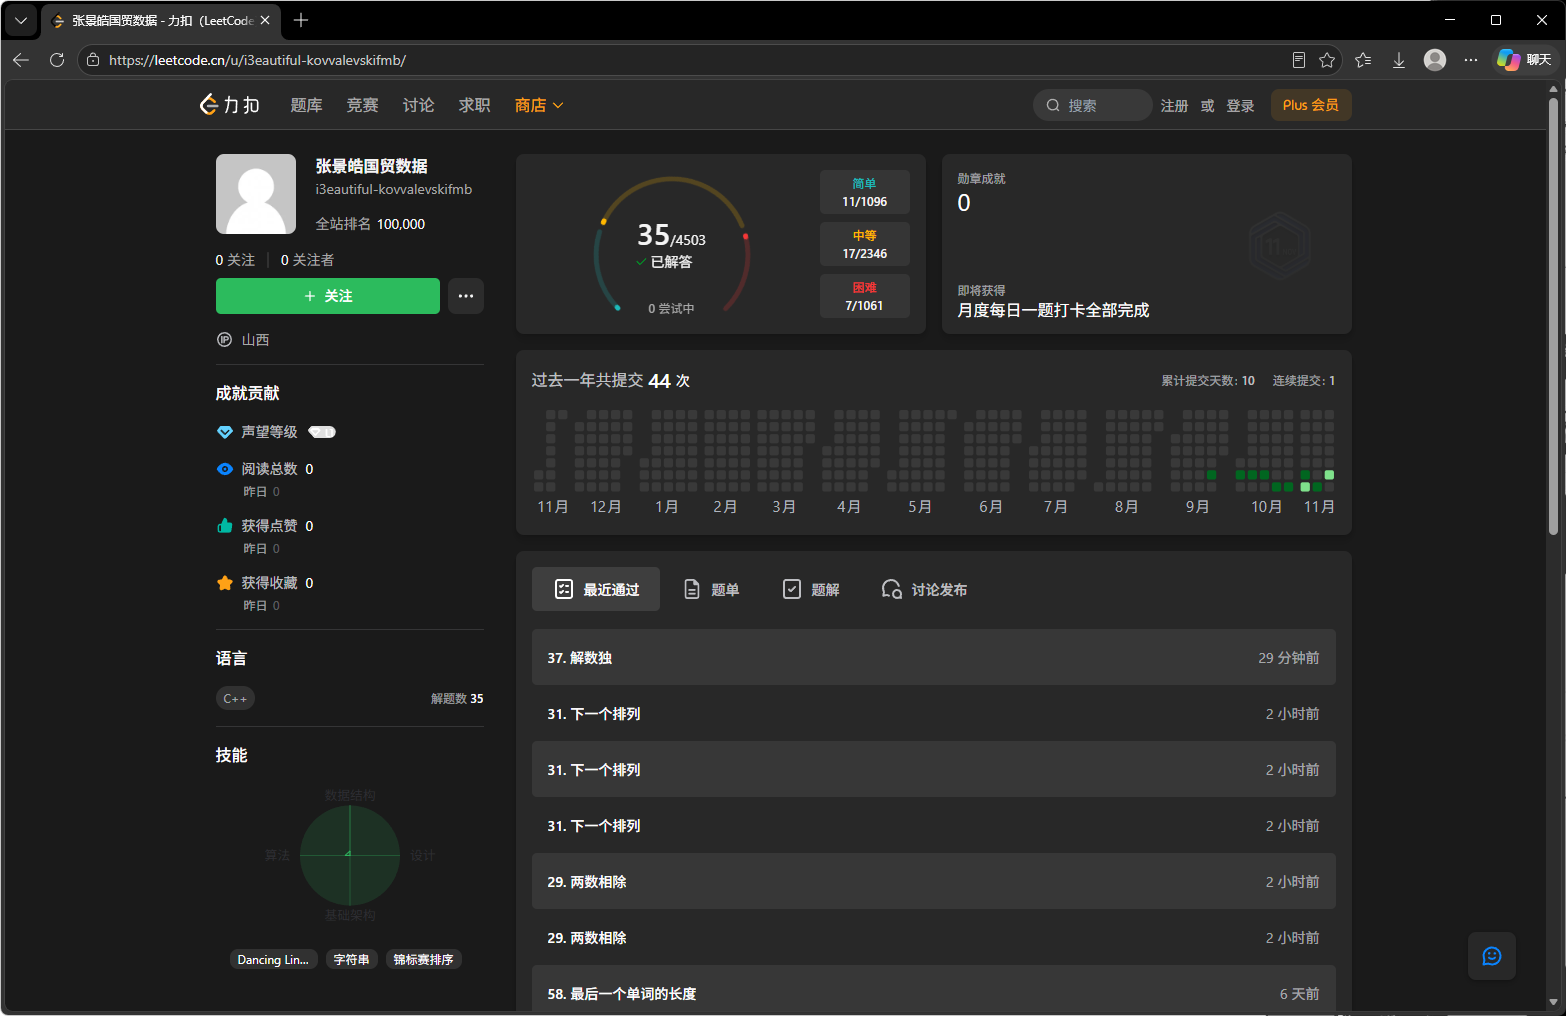 张景皓国贸数据 - 力扣（LeetCode
https://leetcode.cn/u/i3eautiful-kovvalevskifmb/
聊天
力扣 题库 竞赛 讨论 求职 商店
搜索 注册 或 登录 Plus 会员
张景皓国贸数据
i3eautiful-kovvalevskifmb
全站排名 100,000
0 关注 0 关注者
关注
IP 山西
成就贡献
声望等级
阅读总数 0
昨日 0
获得点赞 0
昨日 0
获得收藏 0
昨日 0
语言
C++ 解题数 35
技能
数据结构
算法 设计
基础架构
Dancing Lin... 字符串 锦标赛排序
35/4503
已解答
0 尝试中
简单
11/1096
中等
17/2346
困难
7/1061
勋章成就
0
11
即将获得
月度每日一题打卡全部完成
过去一年共提交 44 次 累计提交天数: 10 连续提交: 1
11月 12月 1月 2月 3月 4月 5月 6月 7月 8月 9月 10月 11月
最近通过 题单 题解 讨论发布
37. 解数独 29 分钟前
31. 下一个排列 2 小时前
31. 下一个排列 2 小时前
31. 下一个排列 2 小时前
29. 两数相除 2 小时前
29. 两数相除 2 小时前
58. 最后一个单词的长度 6 天前